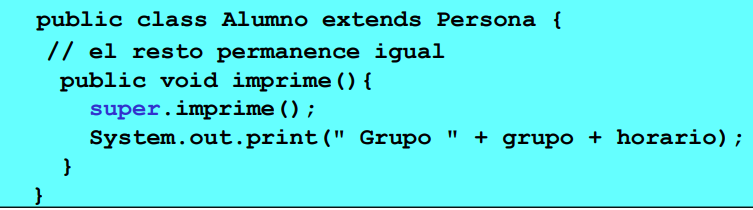 public class Alumno extends Persona {
// el resto permanence igual
public void imprime(){
super.imprime();
System.out.print(" Grupo " + grupo + horario);
}
}